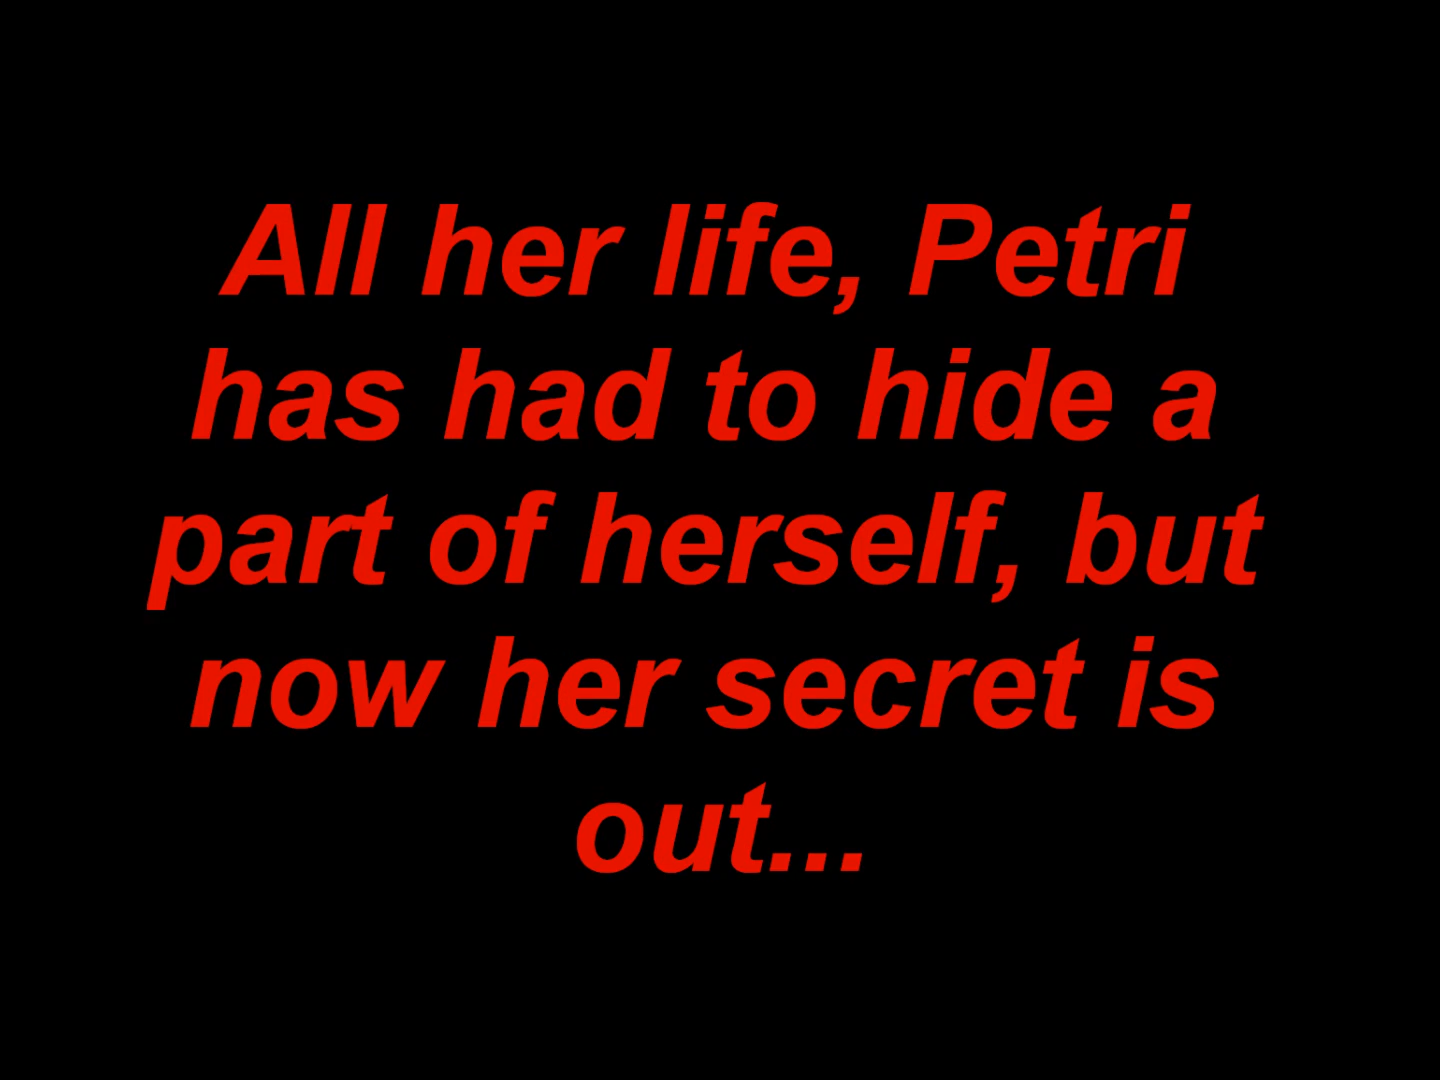 All her life, Petri
has had to hide a
part of herself, but
now her secret is
out...